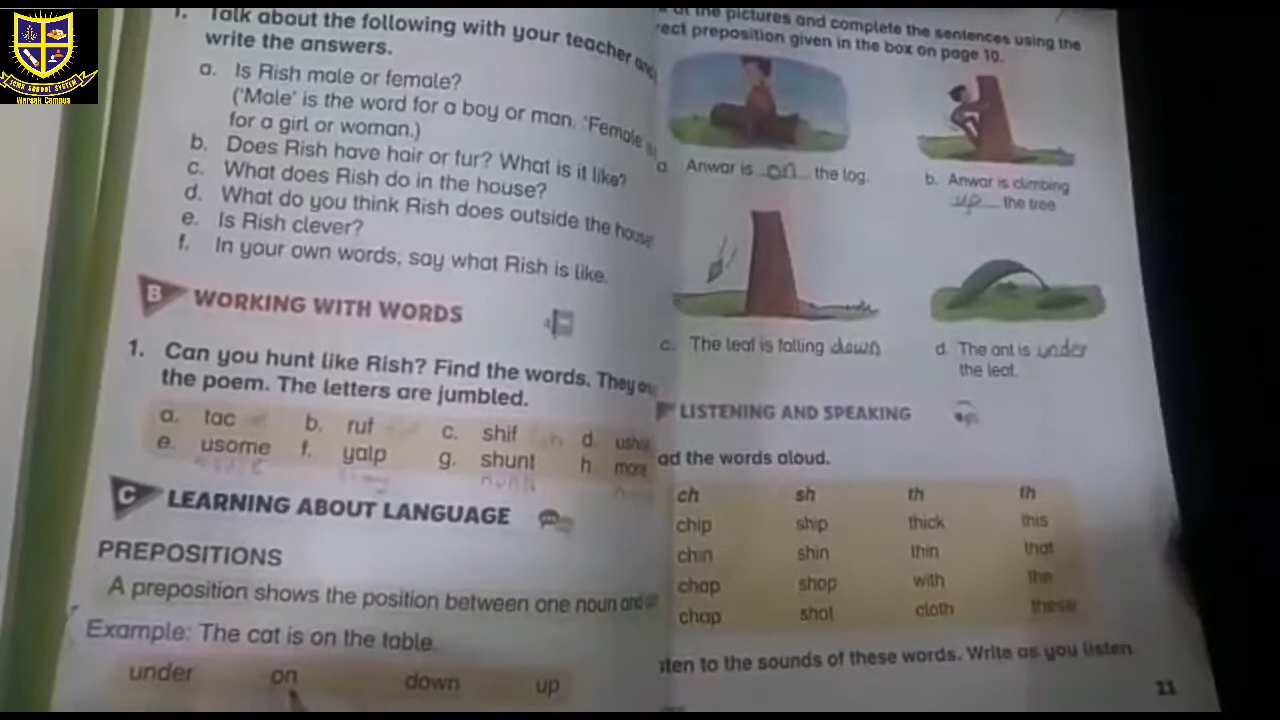 ICMS SCHOOL SYSTEM
Warsak Campus
1. Talk about the following with your teacher and
write the answers.
a. Is Rish male or female?
('Male' is the word for a boy or man. 'Female' is
for a girl or woman.)
b. Does Rish have hair or fur? What is it like?
c. What does Rish do in the house?
d. What do you think Rish does outside the house
e. Is Rish clever?
f. In your own words, say what Rish is like.
B WORKING WITH WORDS
1. Can you hunt like Rish? Find the words. They are
the poem. The letters are jumbled.
a. tac b. ruf c. shif d.
e. usome f. yalp g. shunt h
C LEARNING ABOUT LANGUAGE
PREPOSITIONS
A preposition shows the position between one noun and
Example: The cat is on the table.
under on down up
at the pictures and complete the sentences using the
rect preposition given in the box on page 10.
a. Anwar is on the log.
b. Anwar is climbing
up the tree
c. The leaf is falling down
d. The ant is under
the leaf.
LISTENING AND SPEAKING
ad the words aloud.
ch sh th th
chip ship thick this
chin shin thin that
chop shop with the
chap shot cloth these
sten to the sounds of these words. Write as you listen.
11